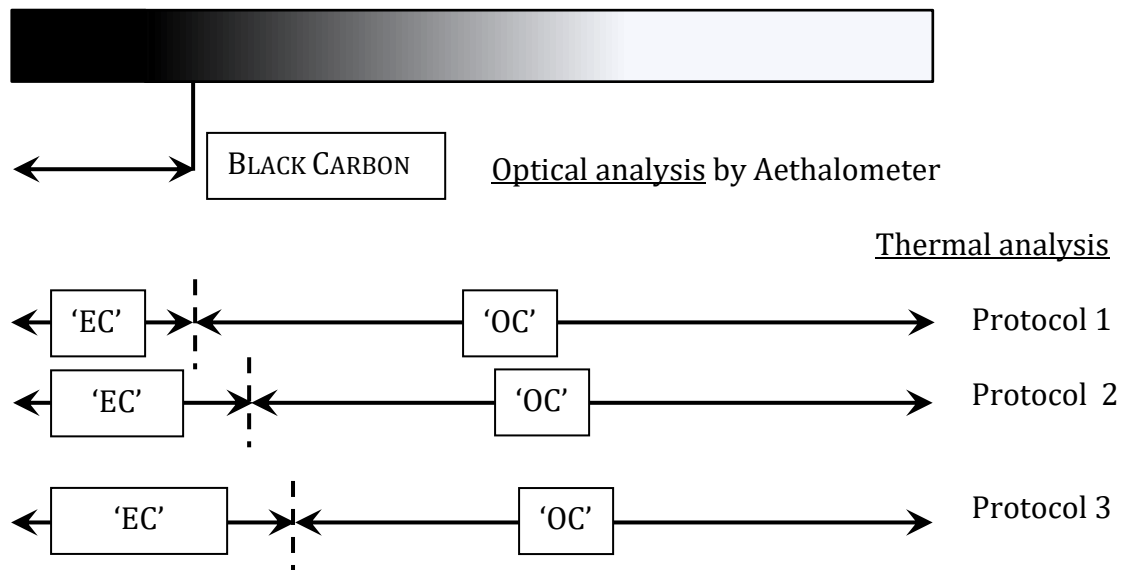 BLACK CARBON
Optical analysis by Aethalometer
Thermal analysis
‘EC’
‘OC’
Protocol 1
‘EC’
‘OC’
Protocol 2
‘EC’
‘OC’
Protocol 3